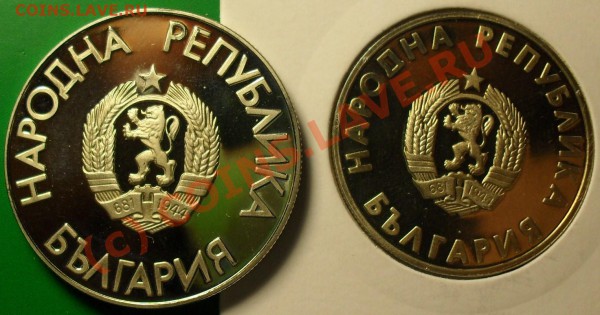 COINS.LAVE.RU
НАРОДНА РЕПУБЛИКА
681 1944
БЪЛГАРИЯ
НАРОДНА РЕПУБЛИКА
681 1944
БЪЛГАРИЯ
(c) COINS.LAVE.RU